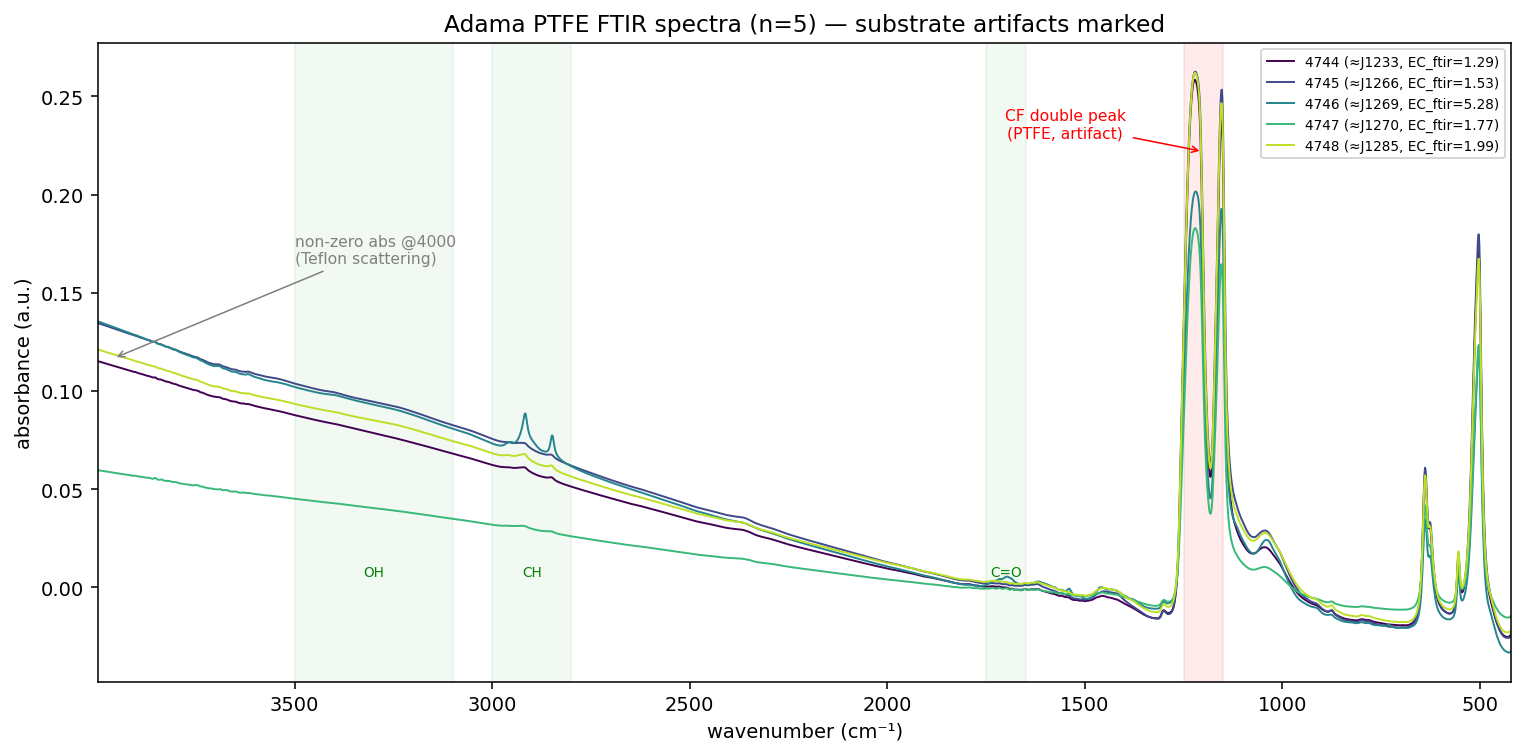 Adama PTFE FTIR spectra (n=5) — substrate artifacts marked
absorbance (a.u.)
0.25
0.20
0.15
0.10
0.05
0.00
non-zero abs @4000
(Teflon scattering)
CF double peak
(PTFE, artifact)
4744 (≈J1233, EC_ftir=1.29)
4745 (≈J1266, EC_ftir=1.53)
4746 (≈J1269, EC_ftir=5.28)
4747 (≈J1270, EC_ftir=1.77)
4748 (≈J1285, EC_ftir=1.99)
OH
CH
C=O
3500
3000
2500
2000
1500
1000
500
wavenumber (cm⁻¹)